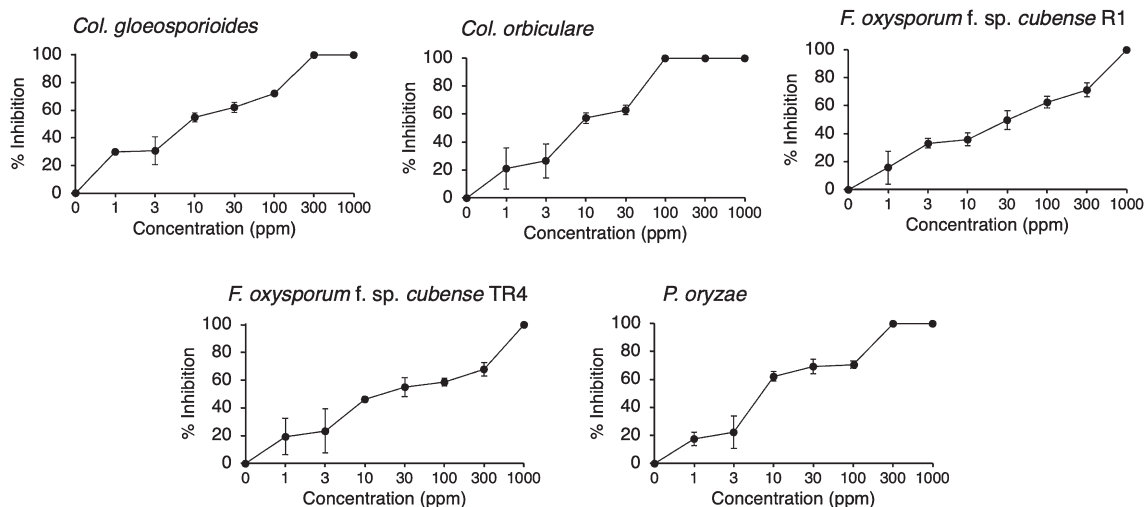 Col. gloeosporioides
% Inhibition
100
80
60
40
20
0
0 1 3 10 30 100 300 1000
Concentration (ppm)
Col. orbiculare
% Inhibition
100
80
60
40
20
0
0 1 3 10 30 100 300 1000
Concentration (ppm)
F. oxysporum f. sp. cubense R1
% Inhibition
100
80
60
40
20
0
0 1 3 10 30 100 300 1000
Concentration (ppm)
F. oxysporum f. sp. cubense TR4
% Inhibition
100
80
60
40
20
0
0 1 3 10 30 100 300 1000
Concentration (ppm)
P. oryzae
% Inhibition
100
80
60
40
20
0
0 1 3 10 30 100 300 1000
Concentration (ppm)